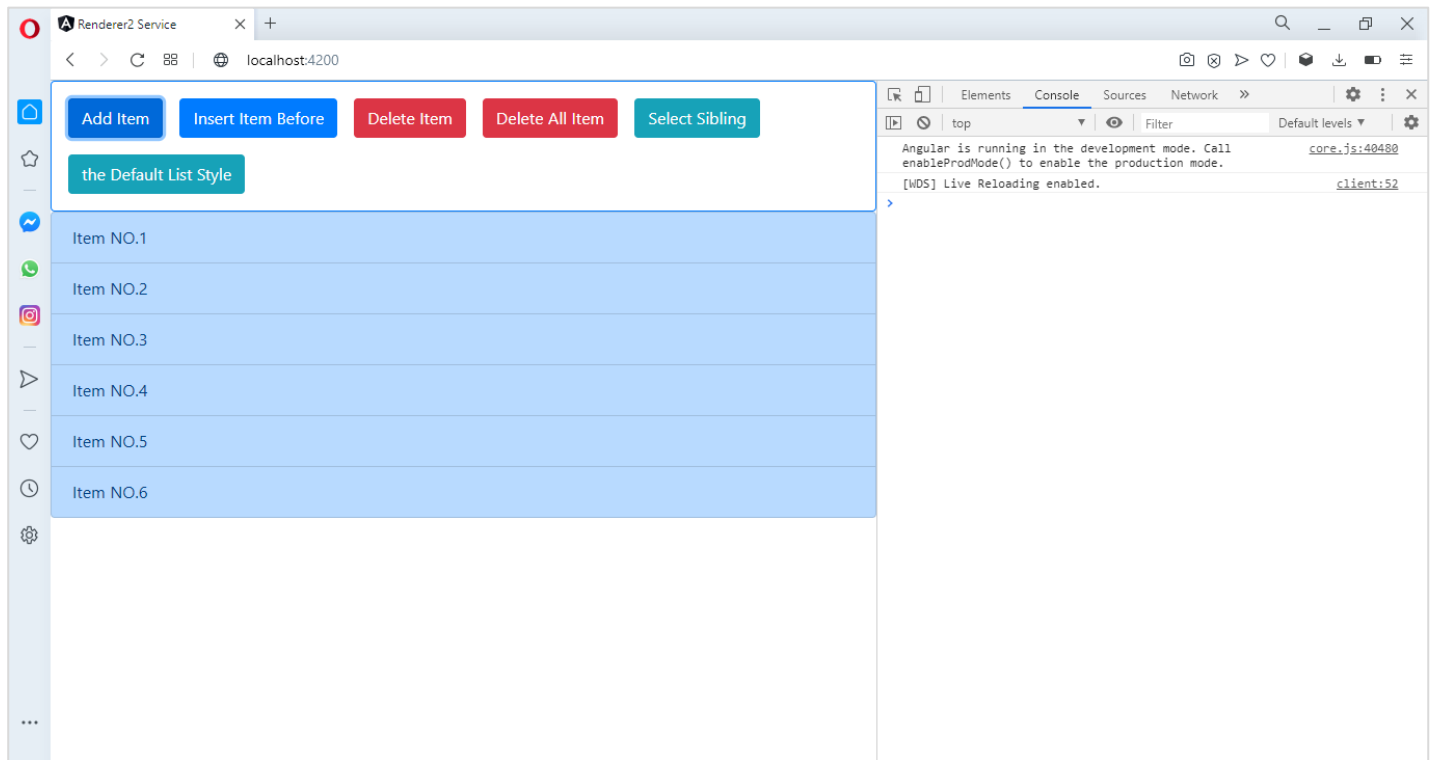 Renderer2 Service
localhost:4200
Add Item Insert Item Before Delete Item Delete All Item Select Sibling
the Default List Style
Item NO.1
Item NO.2
Item NO.3
Item NO.4
Item NO.5
Item NO.6
Elements Console Sources Network »
top Filter Default levels
Angular is running in the development mode. Call core.js:40480
enableProdMode() to enable the production mode.
[WDS] Live Reloading enabled. client:52
>